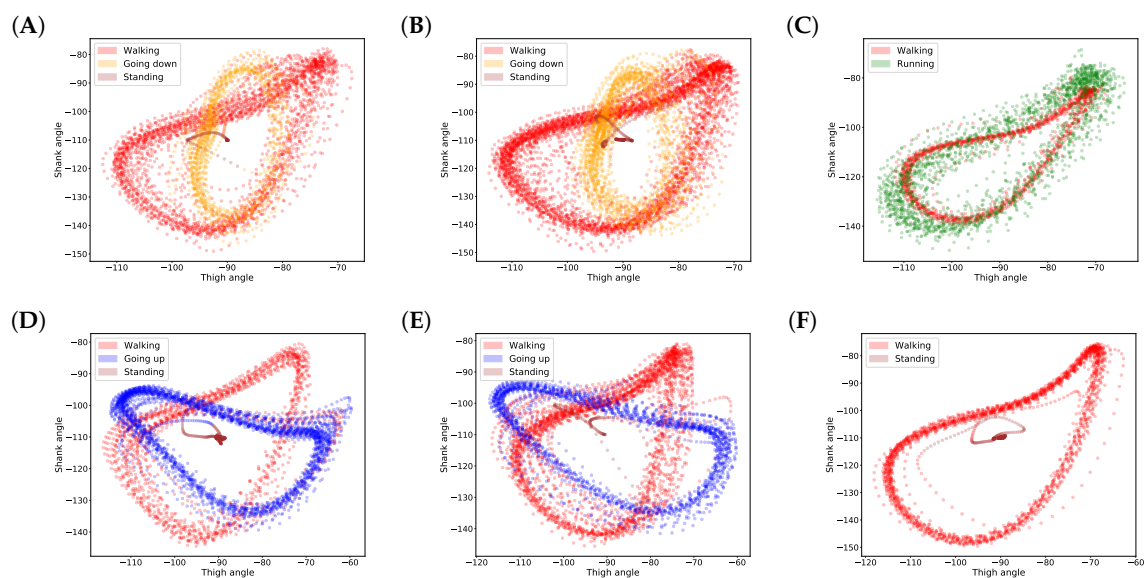 (A)
Walking
Going down
Standing
−80
−90
−100
−110
−120
−130
−140
−150
Shank angle
−110
−100
−90
−80
−70
Thigh angle
(B)
Walking
Going down
Standing
−80
−90
−100
−110
−120
−130
−140
−150
Shank angle
−110
−100
−90
−80
−70
Thigh angle
(C)
Walking
Running
−80
−100
−120
−140
Shank angle
−110
−100
−90
−80
−70
Thigh angle
(D)
Walking
Going up
Standing
−80
−90
−100
−110
−120
−130
−140
Shank angle
−110
−100
−90
−80
−70
−60
Thigh angle
(E)
Walking
Going up
Standing
−80
−90
−100
−110
−120
−130
−140
Shank angle
−110
−100
−90
−80
−70
−60
Thigh angle
(F)
Walking
Standing
−80
−90
−100
−110
−120
−130
−140
−150
Shank angle
−120
−110
−100
−90
−80
−70
−60
Thigh angle